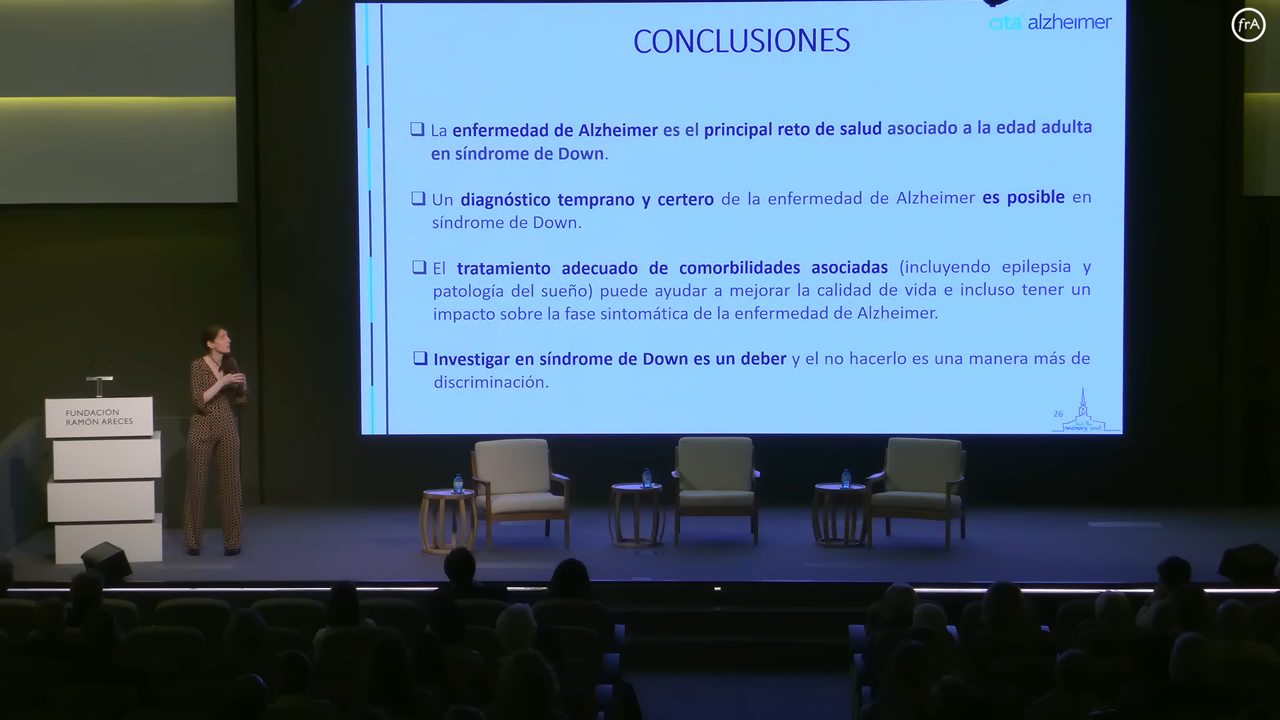 frA
cita alzheimer
CONCLUSIONES
La enfermedad de Alzheimer es el principal reto de salud asociado a la edad adulta
en síndrome de Down.
Un diagnóstico temprano y certero de la enfermedad de Alzheimer es posible en
síndrome de Down.
El tratamiento adecuado de comorbilidades asociadas (incluyendo epilepsia y
patología del sueño) puede ayudar a mejorar la calidad de vida e incluso tener un
impacto sobre la fase sintomática de la enfermedad de Alzheimer.
Investigar en síndrome de Down es un deber y el no hacerlo es una manera más de
discriminación.
26
FUNDACIÓN
RAMÓN ARECES